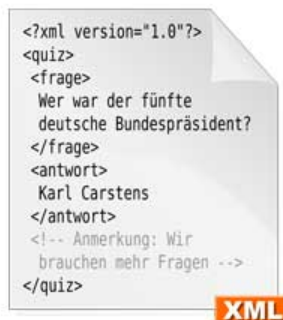 <?xml version="1.0"?>
<quiz>
<frage>
Wer war der fünfte
deutsche Bundespräsident?
</frage>
<antwort>
Karl Carstens
</antwort>
<!-- Anmerkung: Wir
brauchen mehr Fragen -->
</quiz>
XML